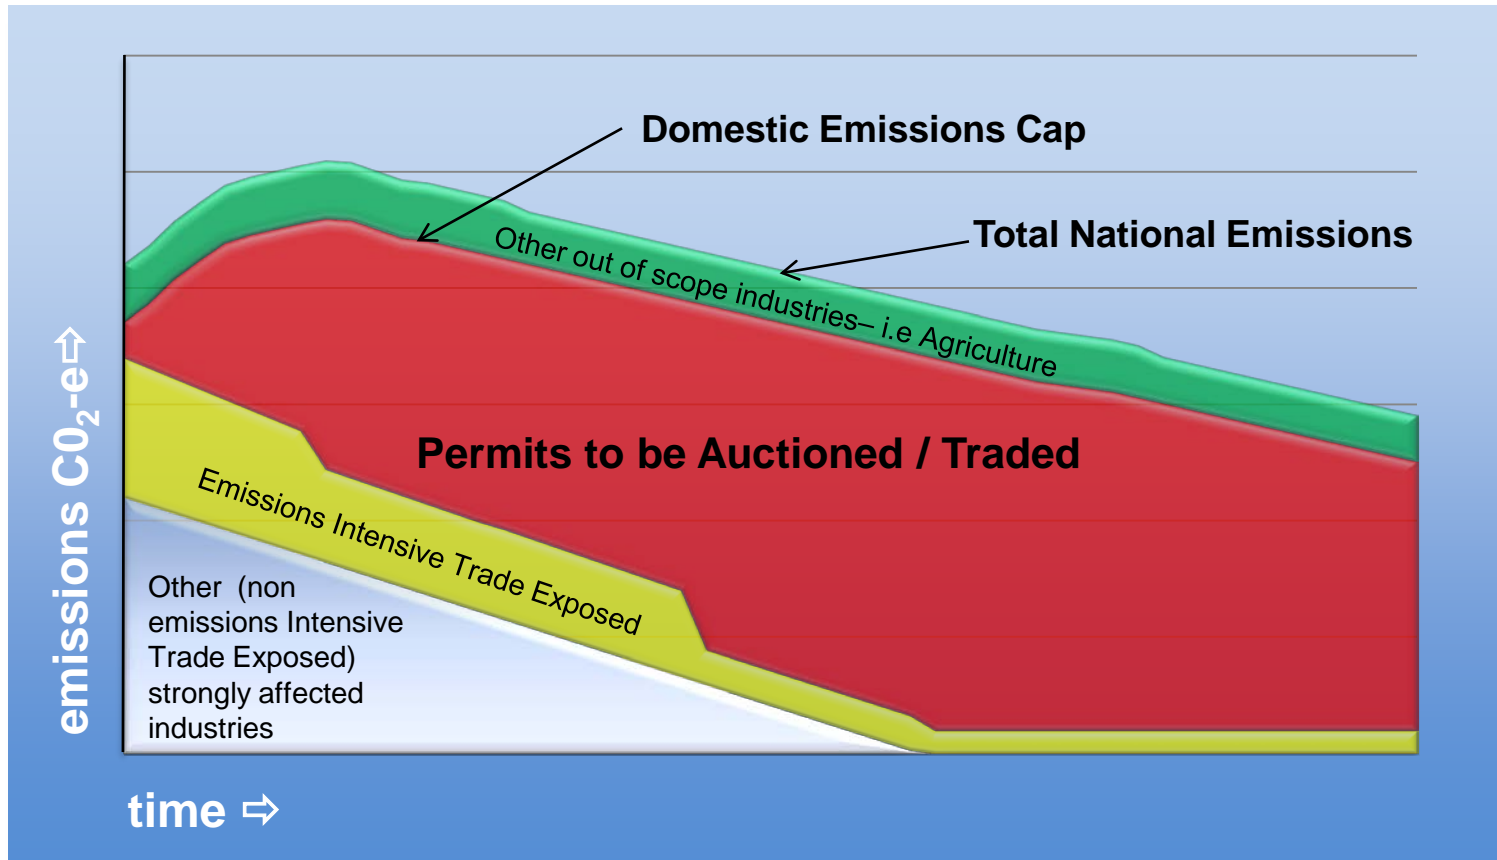 Domestic Emissions Cap
Total National Emissions
Other out of scope industries– i.e Agriculture
Permits to be Auctioned / Traded
Emissions Intensive Trade Exposed
Other (non
emissions Intensive
Trade Exposed)
strongly affected
industries
emissions C0₂-e⇨
time ⇨